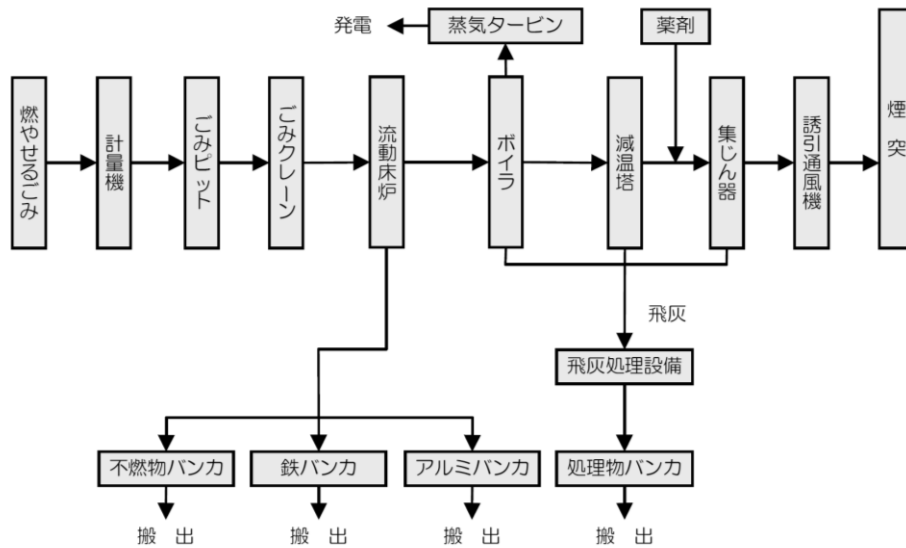 発電
蒸気タービン
薬剤
燃やせるごみ
計量機
ごみピット
ごみクレーン
流動床炉
ボイラ
減温塔
集じん器
誘引通風機
煙突
飛灰
飛灰処理設備
不燃物バンカ
鉄バンカ
アルミバンカ
処理物バンカ
搬 出
搬 出
搬 出
搬 出